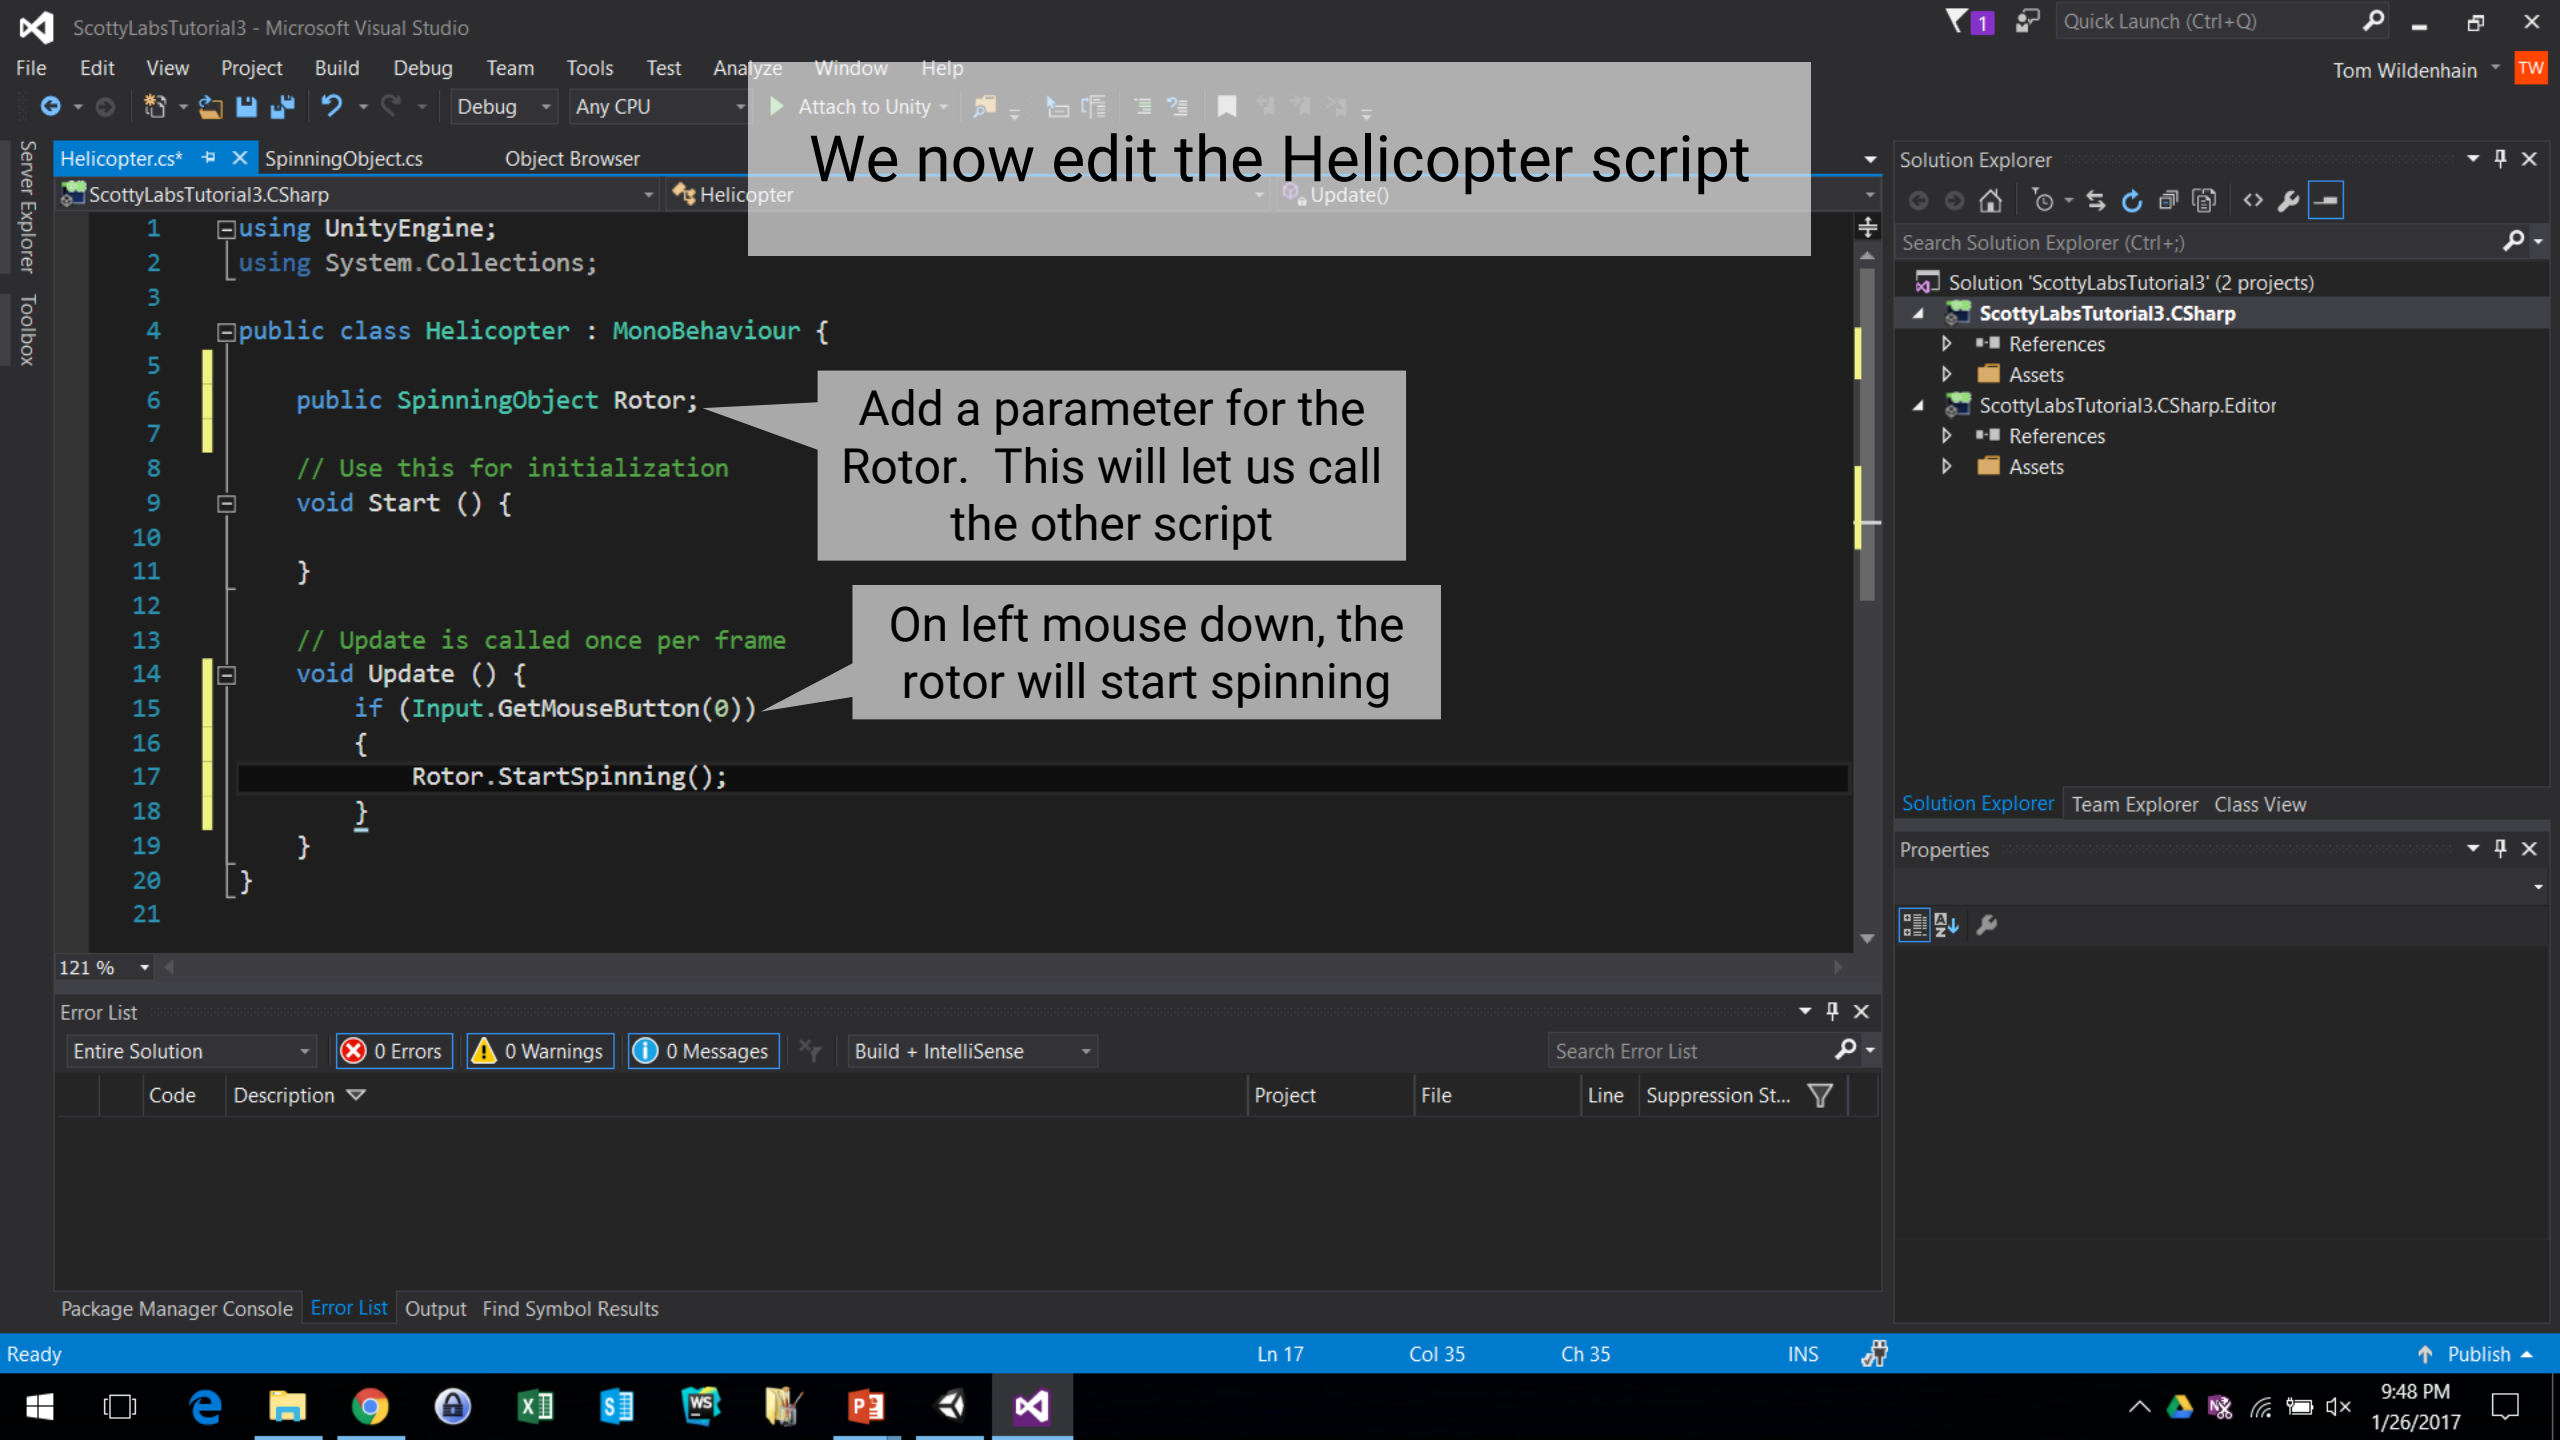 ScottyLabsTutorial3 - Microsoft Visual Studio
1
Quick Launch (Ctrl+Q)
File Edit View Project Build Debug Team Tools Test Analyze Window Help
Tom Wildenhain TW
Debug Any CPU Attach to Unity
We now edit the Helicopter script
Server Explorer
Toolbox
Helicopter.cs* SpinningObject.cs Object Browser
ScottyLabsTutorial3.CSharp Helicopter Update()
1 using UnityEngine;
2 using System.Collections;
3
4 public class Helicopter : MonoBehaviour {
5
6 public SpinningObject Rotor;
7
8 // Use this for initialization
9 void Start () {
10
11 }
12
13 // Update is called once per frame
14 void Update () {
15 if (Input.GetMouseButton(0))
16 {
17 Rotor.StartSpinning();
18 }
19 }
20 }
21
Add a parameter for the
Rotor. This will let us call
the other script
On left mouse down, the
rotor will start spinning
121 %
Solution Explorer
Search Solution Explorer (Ctrl+;)
Solution 'ScottyLabsTutorial3' (2 projects)
ScottyLabsTutorial3.CSharp
References
Assets
ScottyLabsTutorial3.CSharp.Editor
References
Assets
Solution Explorer Team Explorer Class View
Properties
Error List
Entire Solution 0 Errors 0 Warnings 0 Messages Build + IntelliSense Search Error List
Code Description Project File Line Suppression St...
Package Manager Console Error List Output Find Symbol Results
Ready Ln 17 Col 35 Ch 35 INS Publish
9:48 PM
1/26/2017